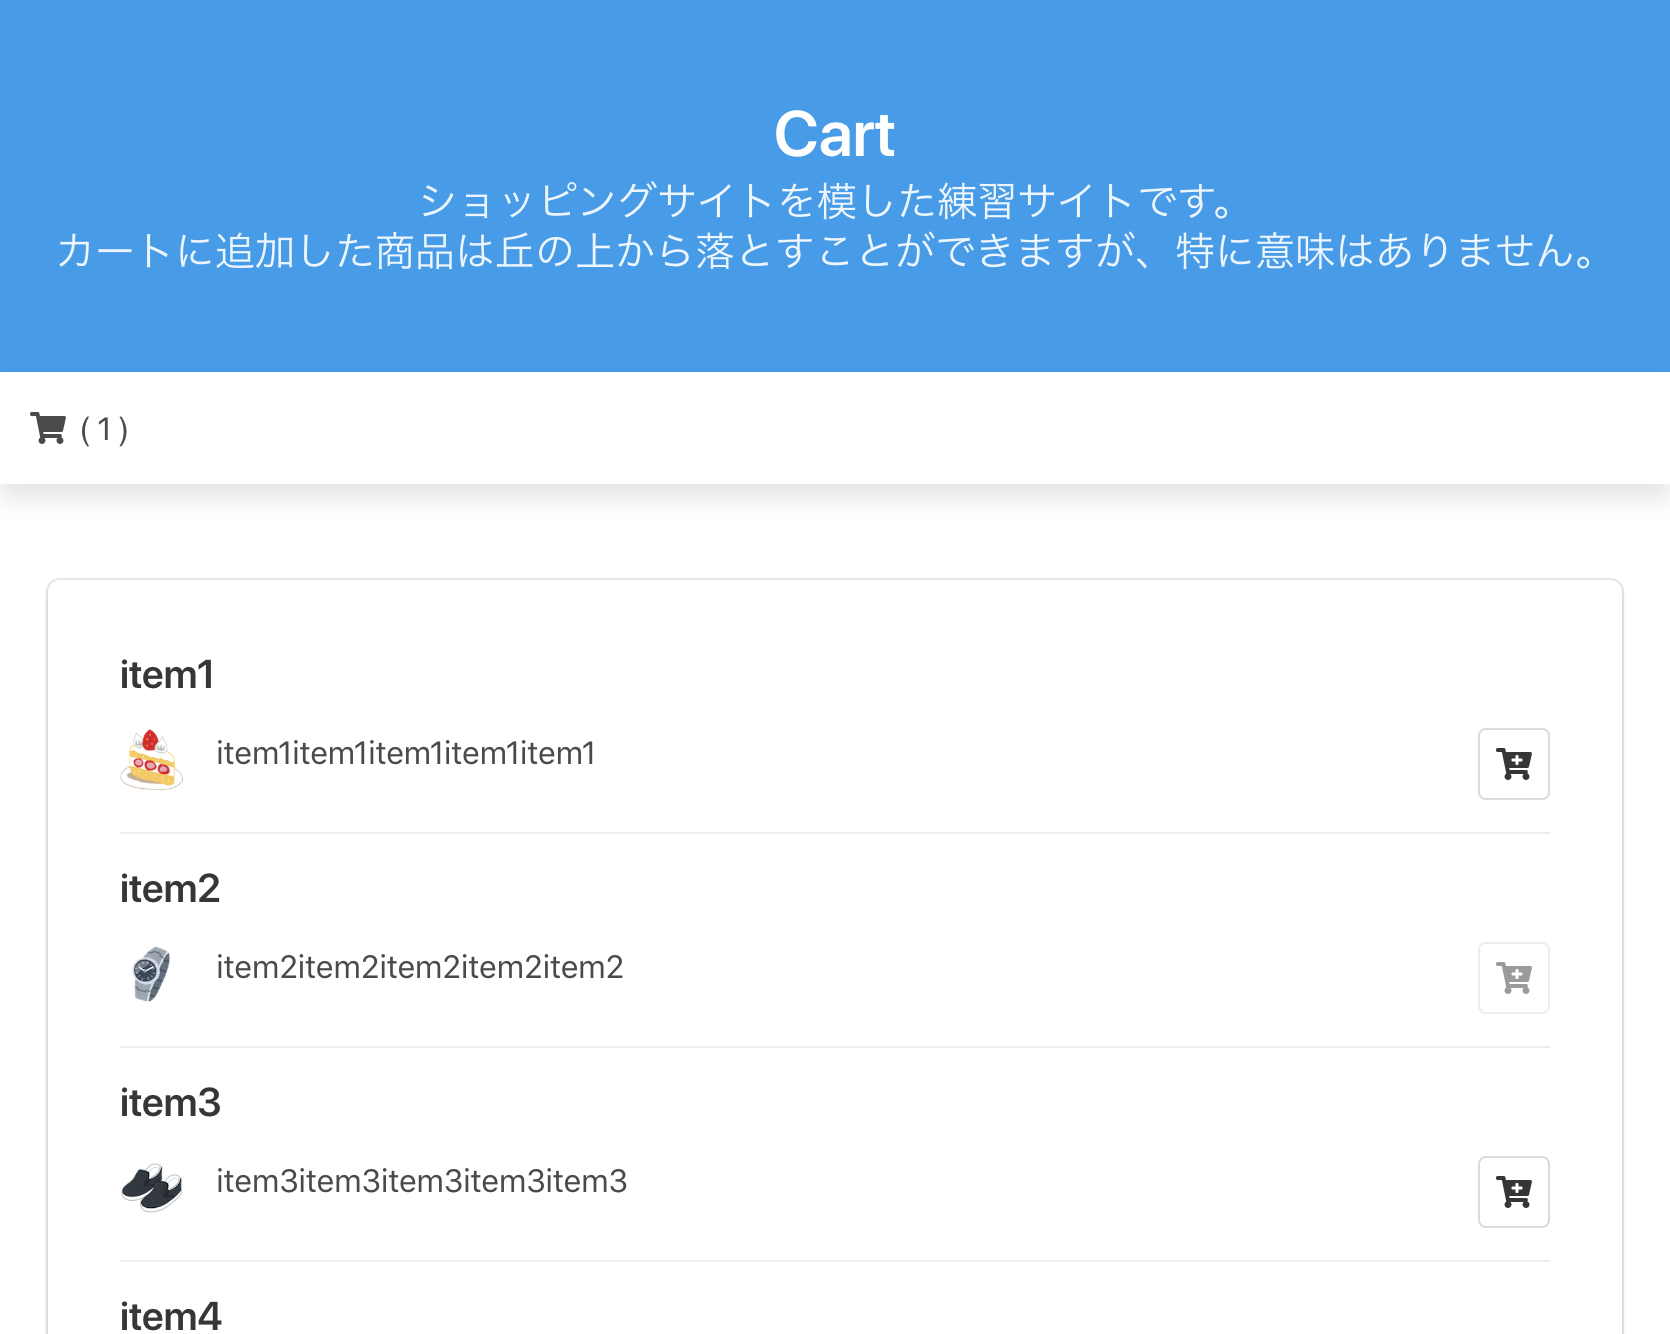 Cart
ショッピングサイトを模した練習サイトです。
カートに追加した商品は丘の上から落とすことができますが、特に意味はありません。
(1)
item1
item1item1item1item1item1
item2
item2item2item2item2item2
item3
item3item3item3item3item3
item4